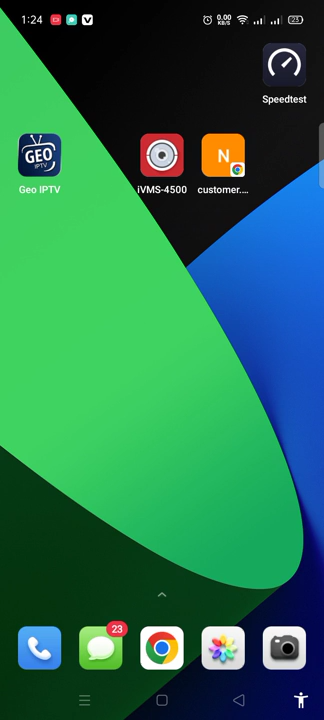 1:24
0.00
KB/S
23
Speedtest
GEO
IPTV
N
Geo IPTV
iVMS-4500
customer....
23